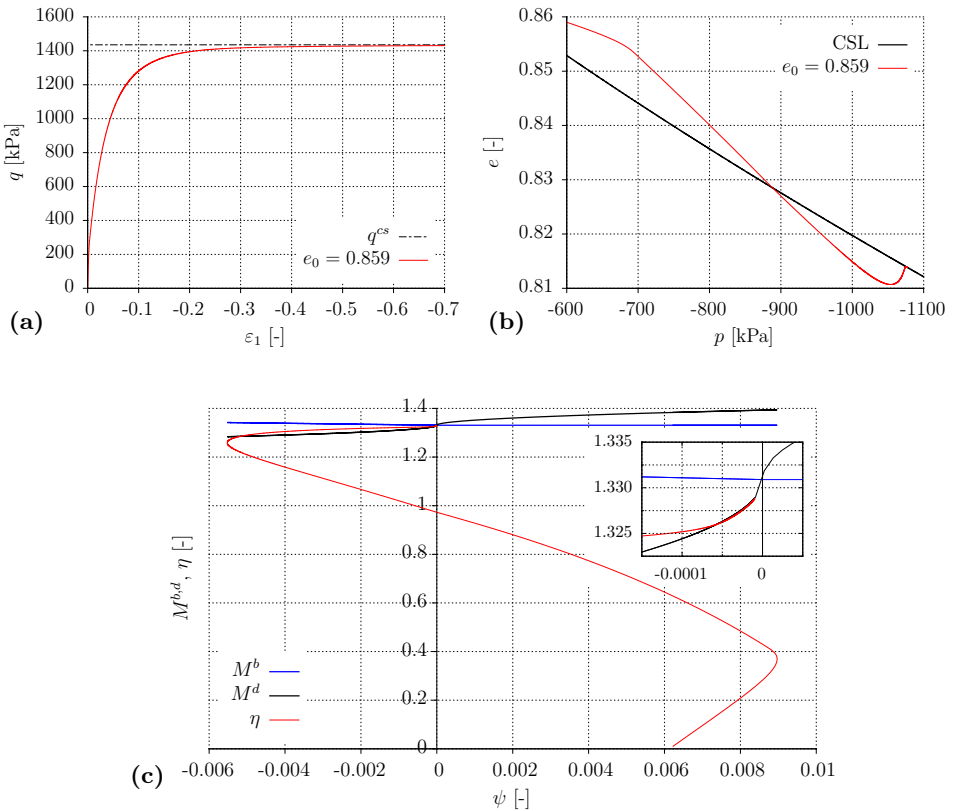 1600
1400
1200
1000
800
600
400
200
0
q [kPa]
0 -0.1 -0.2 -0.3 -0.4 -0.5 -0.6 -0.7
ε₁ [-]
q^{cs}
e₀ = 0.859
(a)
0.86
0.85
0.84
0.83
0.82
0.81
e [-]
-600 -700 -800 -900 -1000 -1100
p [kPa]
CSL
e₀ = 0.859
(b)
1.4
1.2
1
0.8
0.6
0.4
0.2
0
M^{b,d}, η [-]
-0.006 -0.004 -0.002 0 0.002 0.004 0.006 0.008 0.01
ψ [-]
M^b
M^d
η
1.335
1.330
1.325
-0.0001 0
(c)